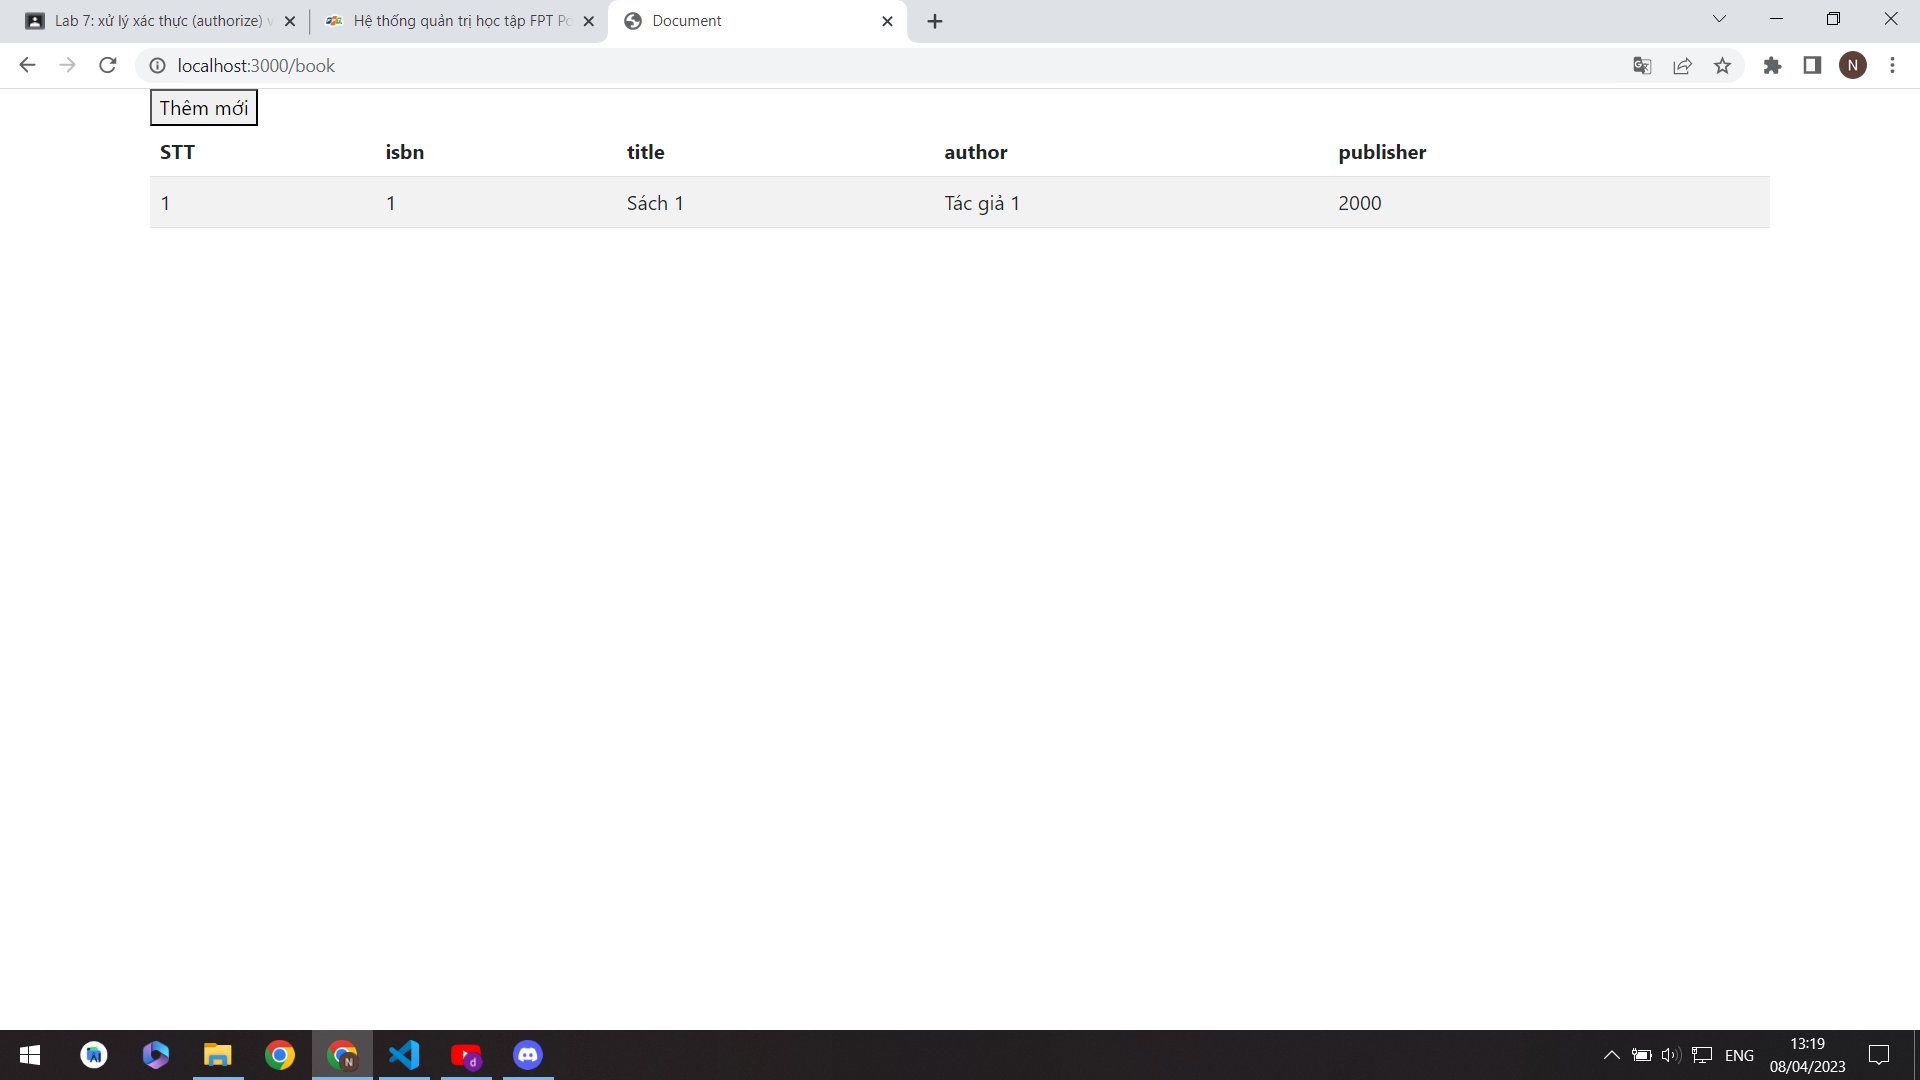 Lab 7: xử lý xác thực (authorize) v
Hệ thống quản trị học tập FPT Po
Document
localhost:3000/book
N
Thêm mới
STT isbn title author publisher
1 1 Sách 1 Tác giả 1 2000
N
d
ENG
13:19
08/04/2023